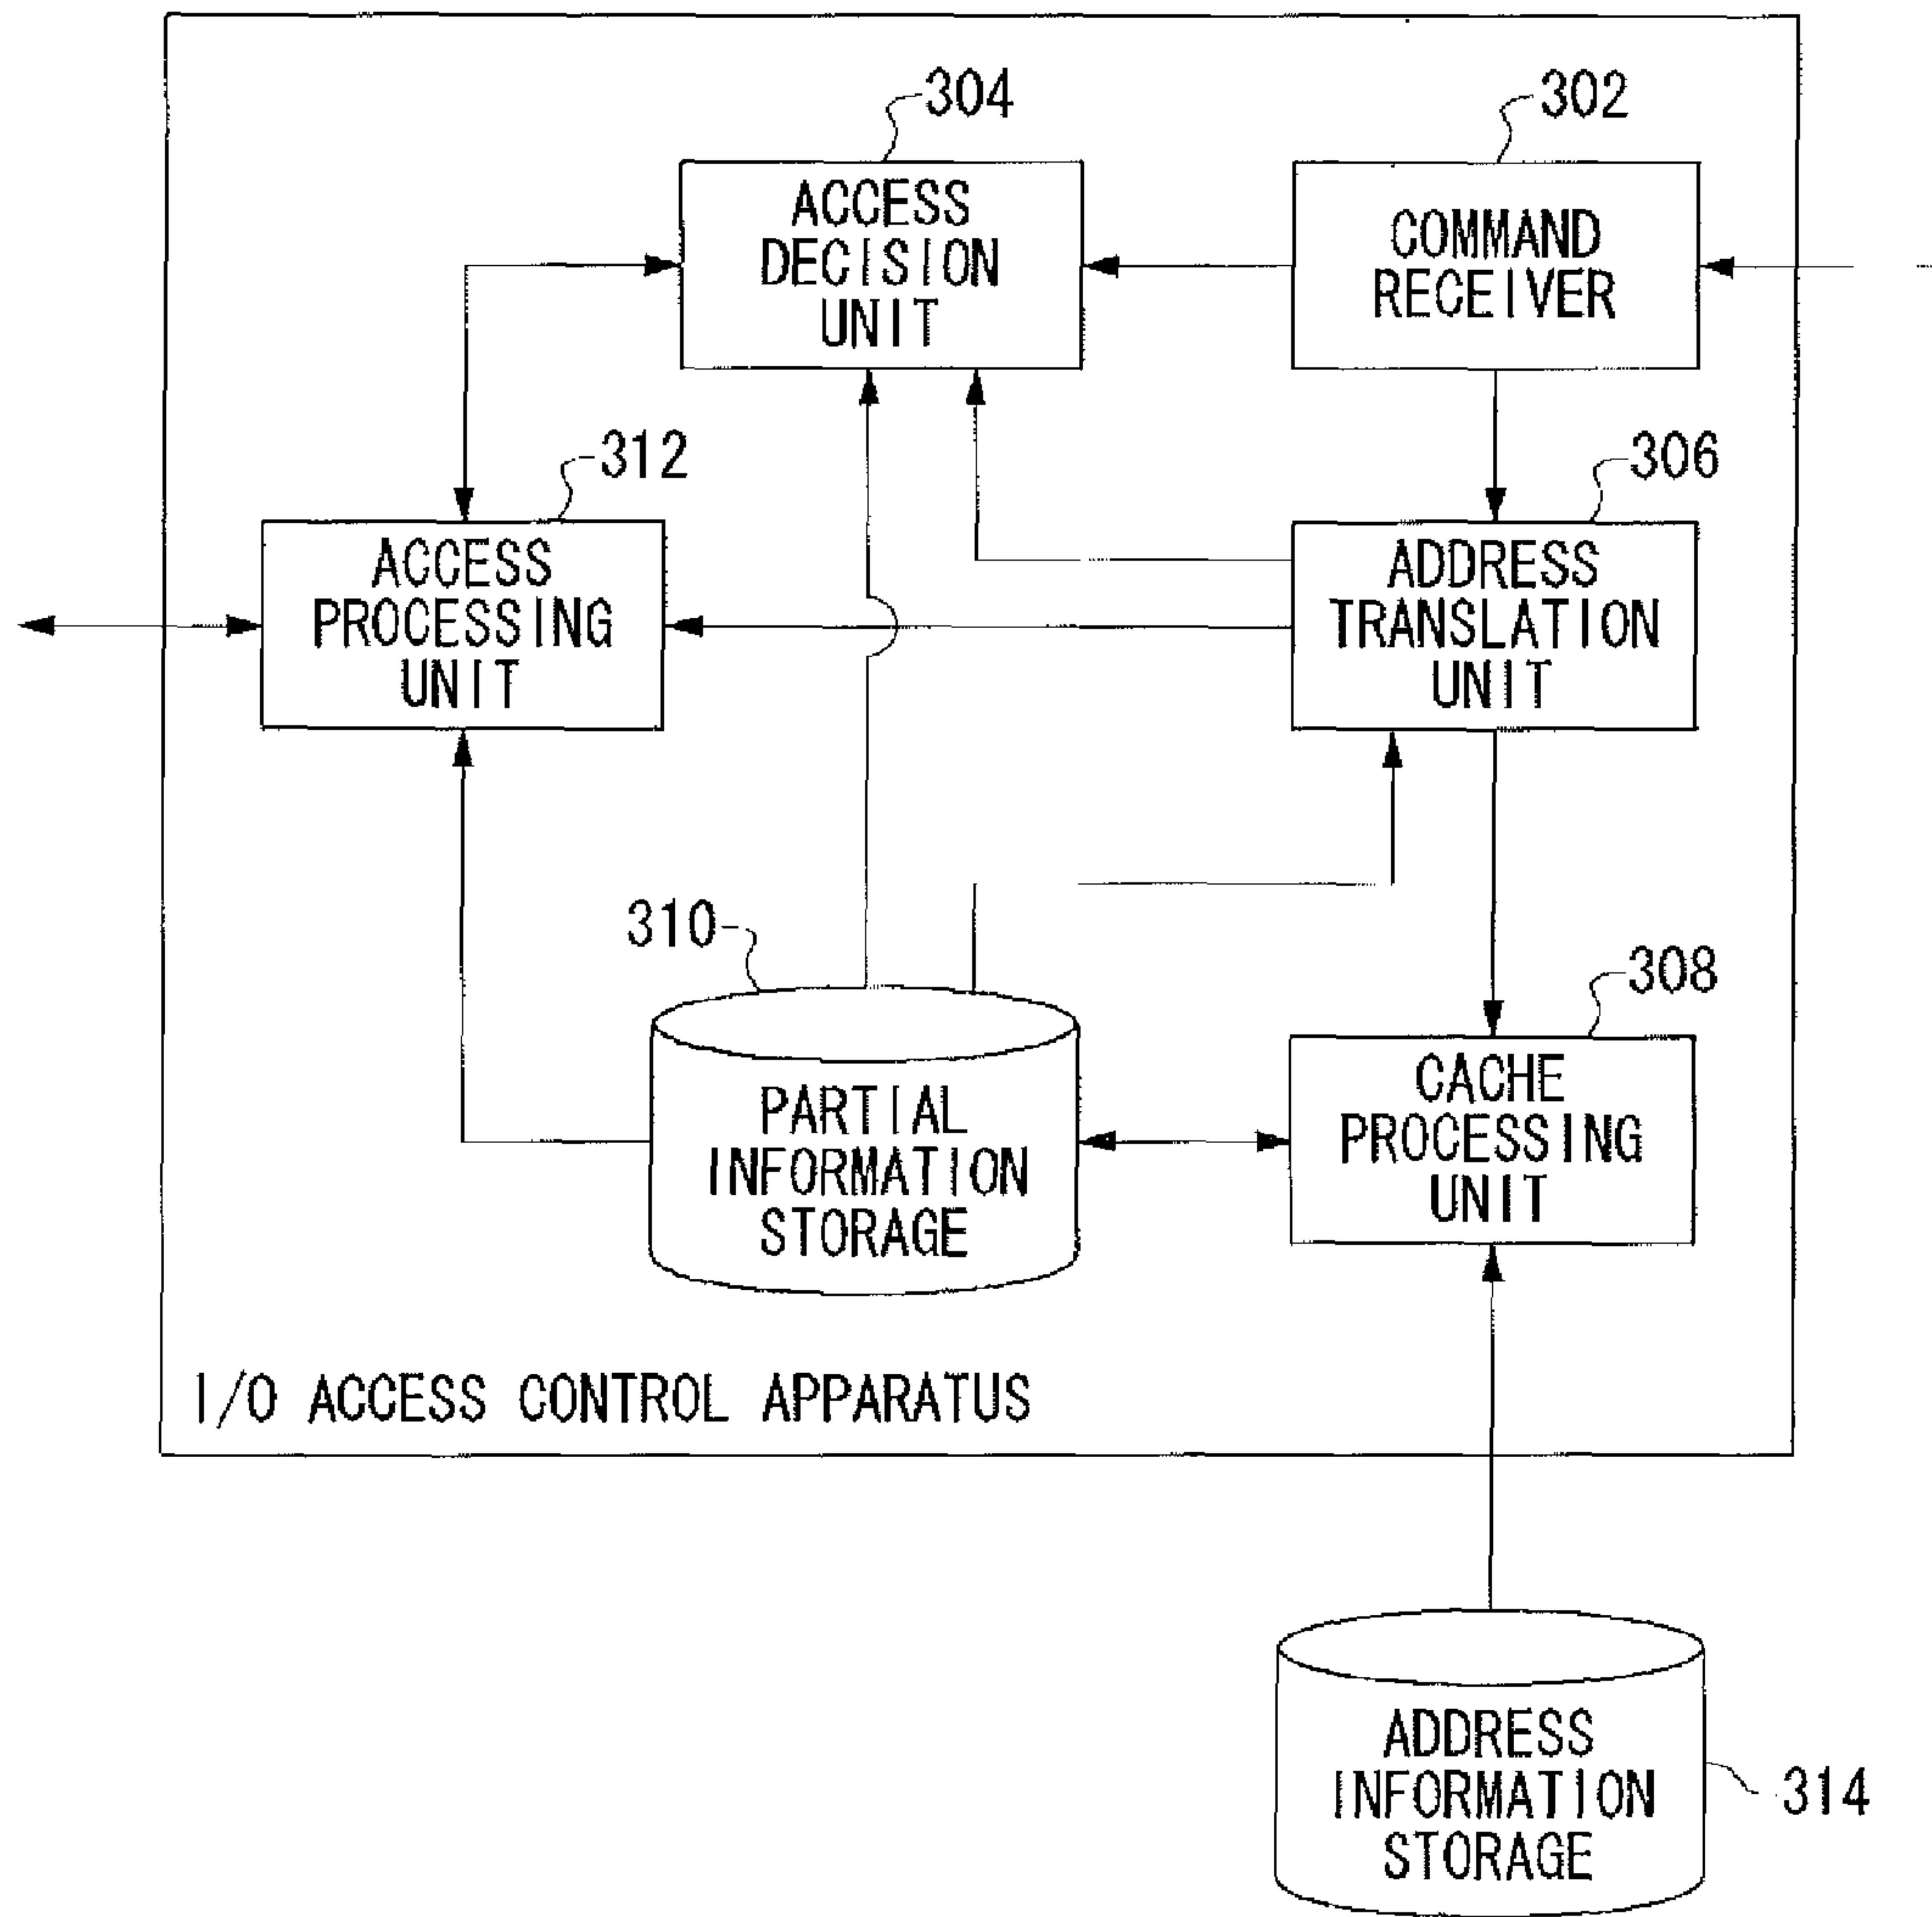 304
302
ACCESS
DECISION
UNIT
COMMAND
RECEIVER
312
306
ACCESS
PROCESSING
UNIT
ADDRESS
TRANSLATION
UNIT
310
308
PARTIAL
INFORMATION
STORAGE
CACHE
PROCESSING
UNIT
I/O ACCESS CONTROL APPARATUS
ADDRESS
INFORMATION
STORAGE
314